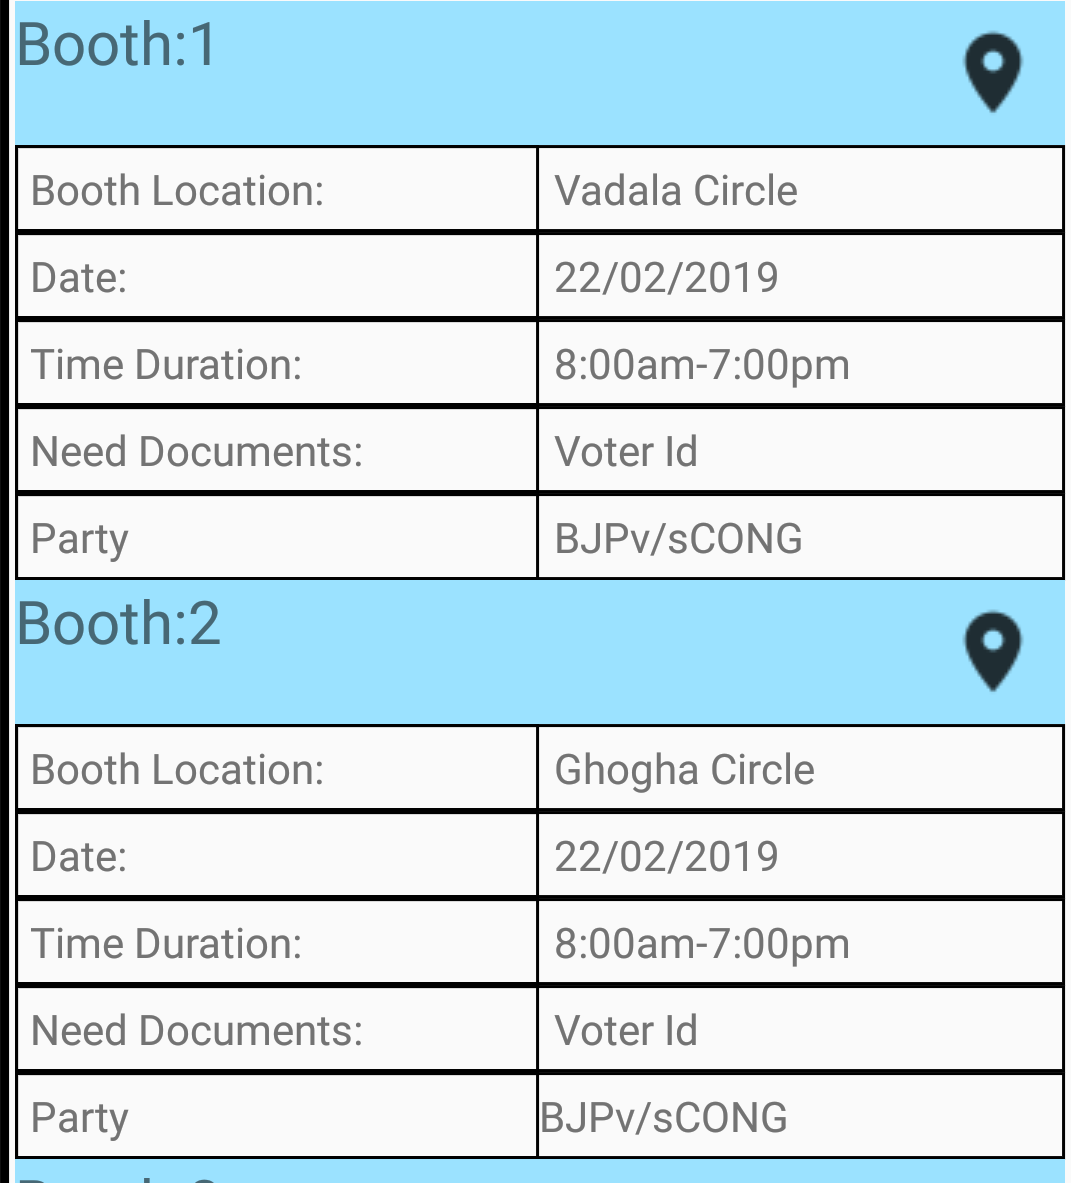 Booth:1
Booth Location: Vadala Circle
Date: 22/02/2019
Time Duration: 8:00am-7:00pm
Need Documents: Voter Id
Party BJPv/sCONG
Booth:2
Booth Location: Ghogha Circle
Date: 22/02/2019
Time Duration: 8:00am-7:00pm
Need Documents: Voter Id
Party BJPv/sCONG